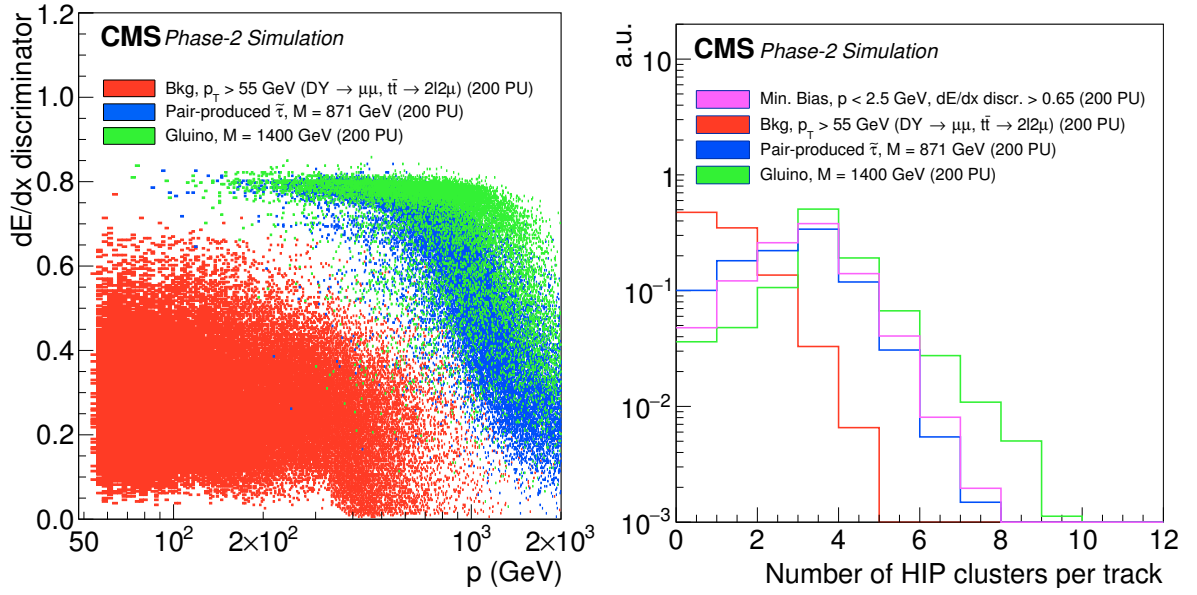 CMS Phase-2 Simulation
Bkg, p_T > 55 GeV (DY → μμ, tt̄ → 2l2μ) (200 PU)
Pair-produced τ̃, M = 871 GeV (200 PU)
Gluino, M = 1400 GeV (200 PU)
dE/dx discriminator
1.2
1.0
0.8
0.6
0.4
0.2
0.0
50 10² 2×10² 10³ 2×10³
p (GeV)
CMS Phase-2 Simulation
Min. Bias, p < 2.5 GeV, dE/dx discr. > 0.65 (200 PU)
Bkg, p_T > 55 GeV (DY → μμ, tt̄ → 2l2μ) (200 PU)
Pair-produced τ̃, M = 871 GeV (200 PU)
Gluino, M = 1400 GeV (200 PU)
a.u.
10
1
10⁻¹
10⁻²
10⁻³
0 2 4 6 8 10 12
Number of HIP clusters per track